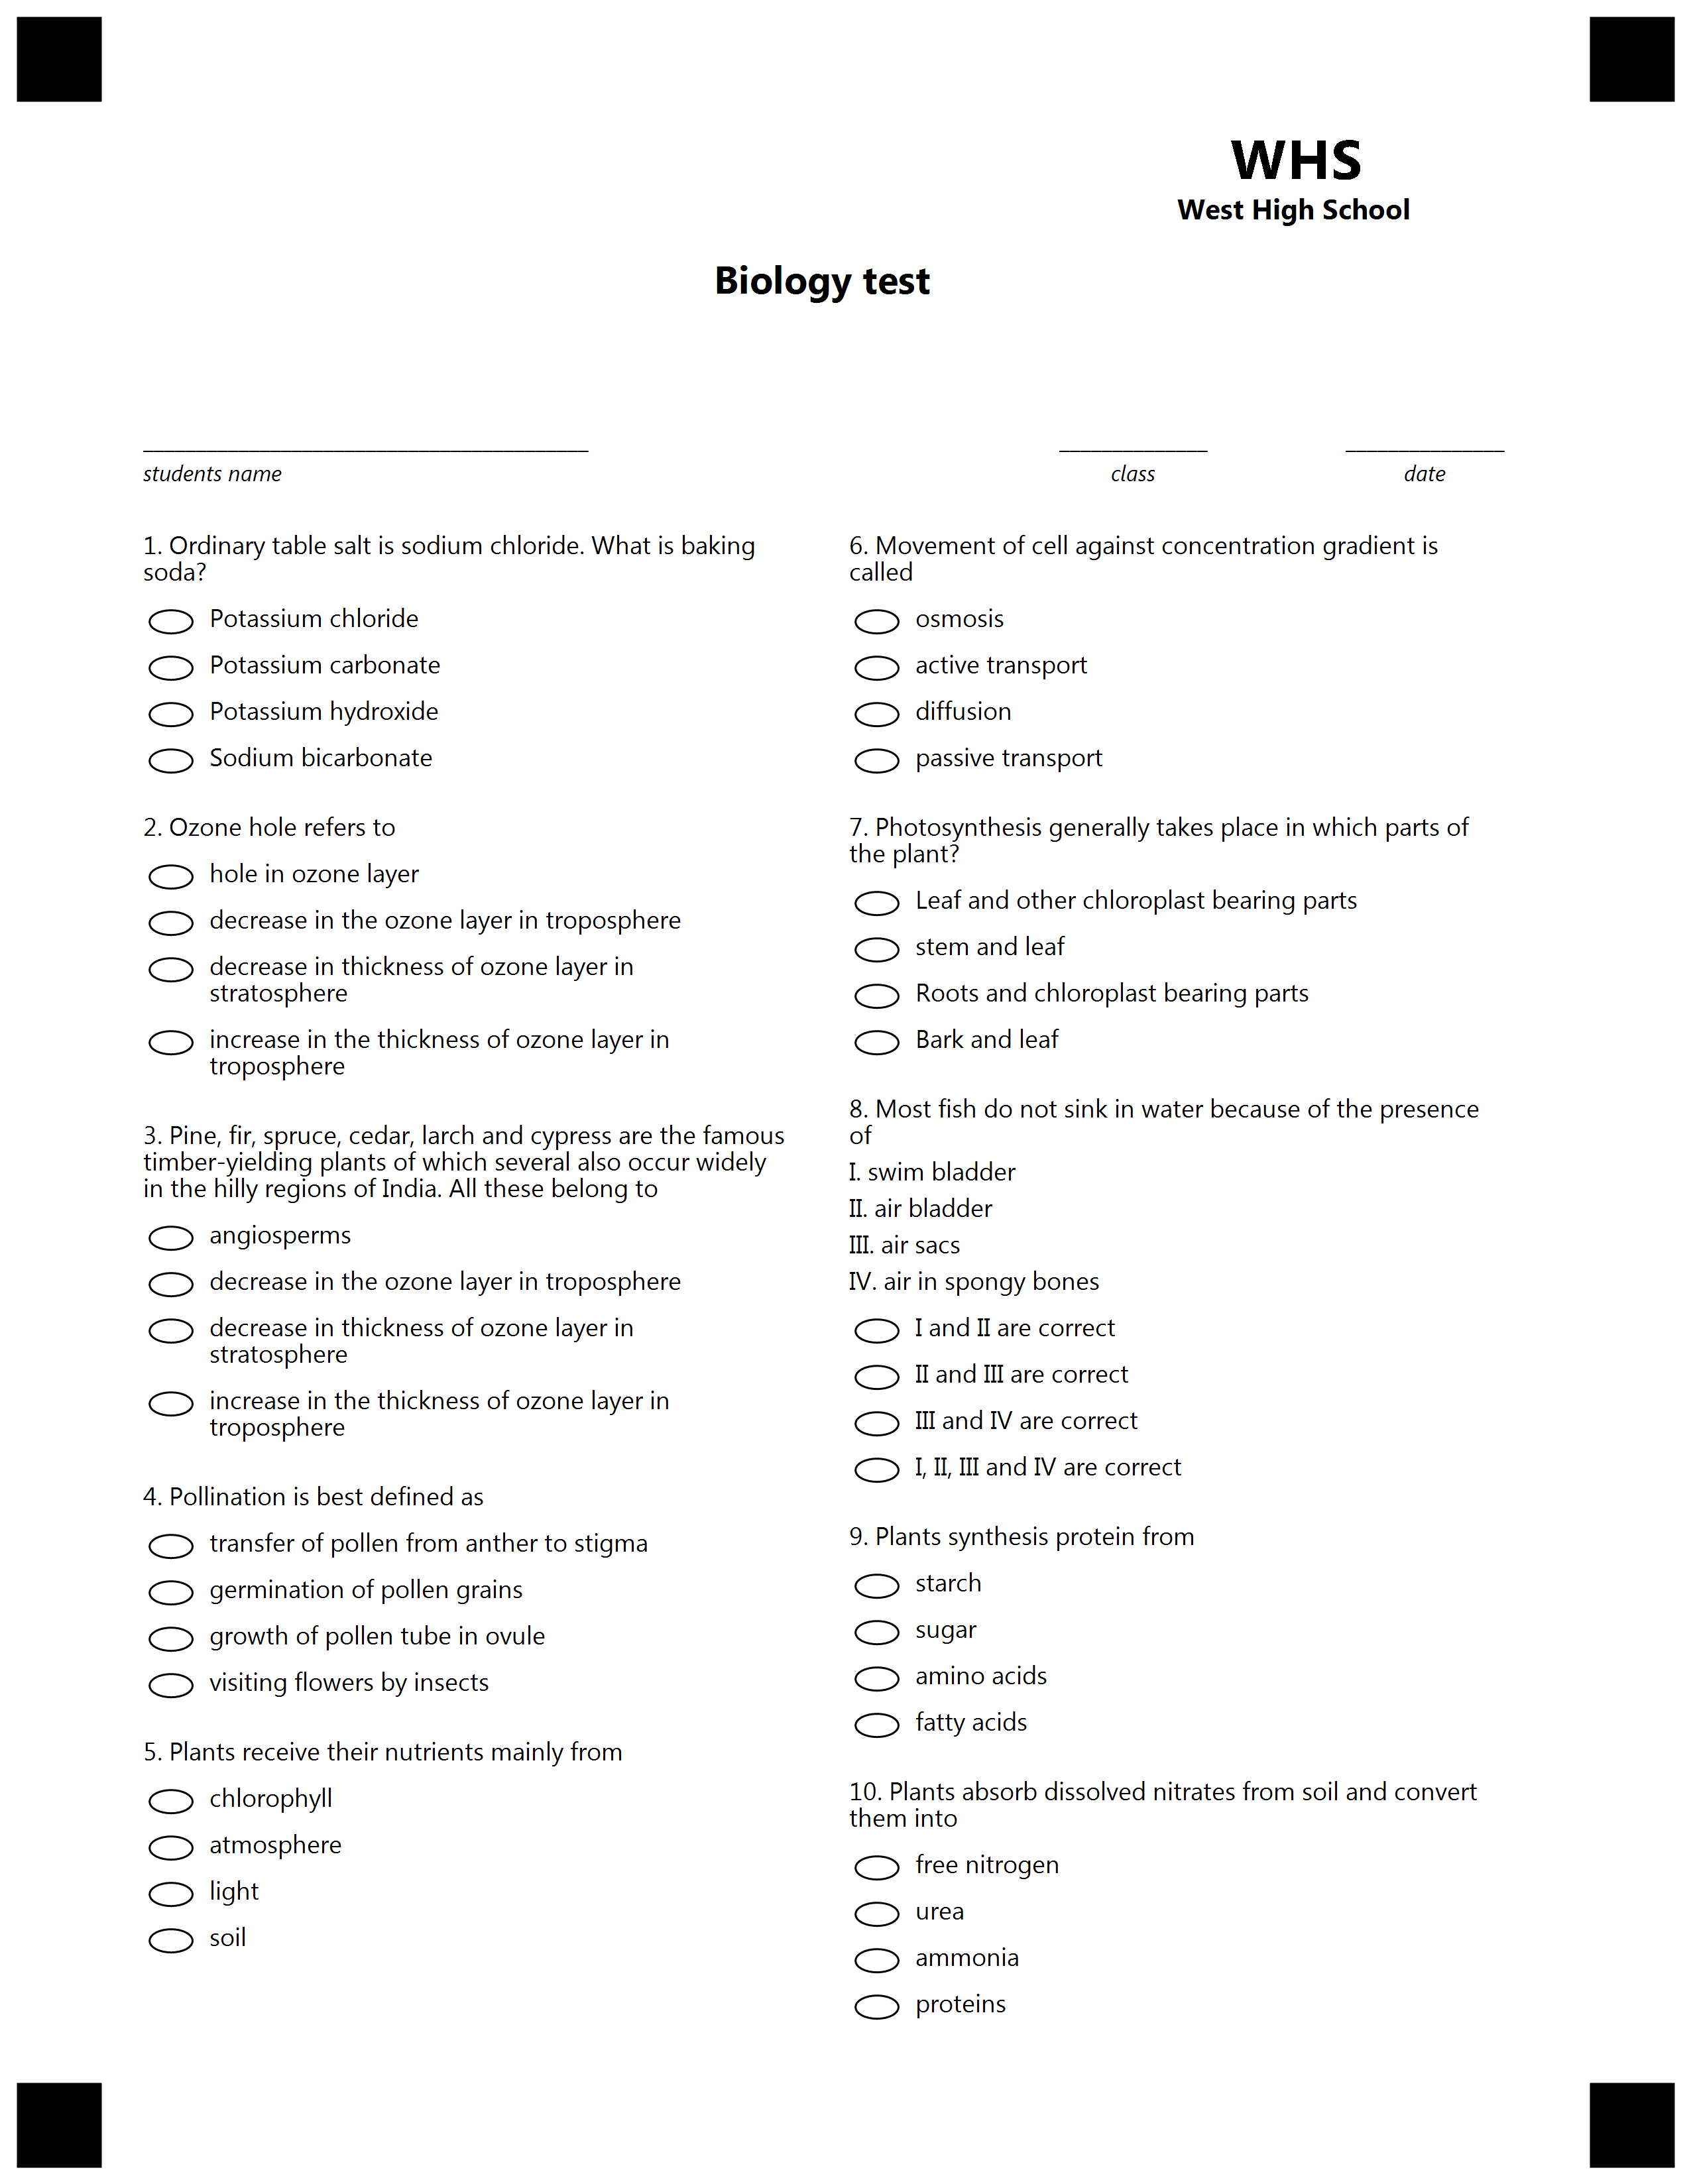 WHS
West High School
Biology test
students name
class
date
1. Ordinary table salt is sodium chloride. What is baking
soda?
Potassium chloride
Potassium carbonate
Potassium hydroxide
Sodium bicarbonate
2. Ozone hole refers to
hole in ozone layer
decrease in the ozone layer in troposphere
decrease in thickness of ozone layer in
stratosphere
increase in the thickness of ozone layer in
troposphere
3. Pine, fir, spruce, cedar, larch and cypress are the famous
timber-yielding plants of which several also occur widely
in the hilly regions of India. All these belong to
angiosperms
decrease in the ozone layer in troposphere
decrease in thickness of ozone layer in
stratosphere
increase in the thickness of ozone layer in
troposphere
4. Pollination is best defined as
transfer of pollen from anther to stigma
germination of pollen grains
growth of pollen tube in ovule
visiting flowers by insects
5. Plants receive their nutrients mainly from
chlorophyll
atmosphere
light
soil
6. Movement of cell against concentration gradient is
called
osmosis
active transport
diffusion
passive transport
7. Photosynthesis generally takes place in which parts of
the plant?
Leaf and other chloroplast bearing parts
stem and leaf
Roots and chloroplast bearing parts
Bark and leaf
8. Most fish do not sink in water because of the presence
of
I. swim bladder
II. air bladder
III. air sacs
IV. air in spongy bones
I and II are correct
II and III are correct
III and IV are correct
I, II, III and IV are correct
9. Plants synthesis protein from
starch
sugar
amino acids
fatty acids
10. Plants absorb dissolved nitrates from soil and convert
them into
free nitrogen
urea
ammonia
proteins